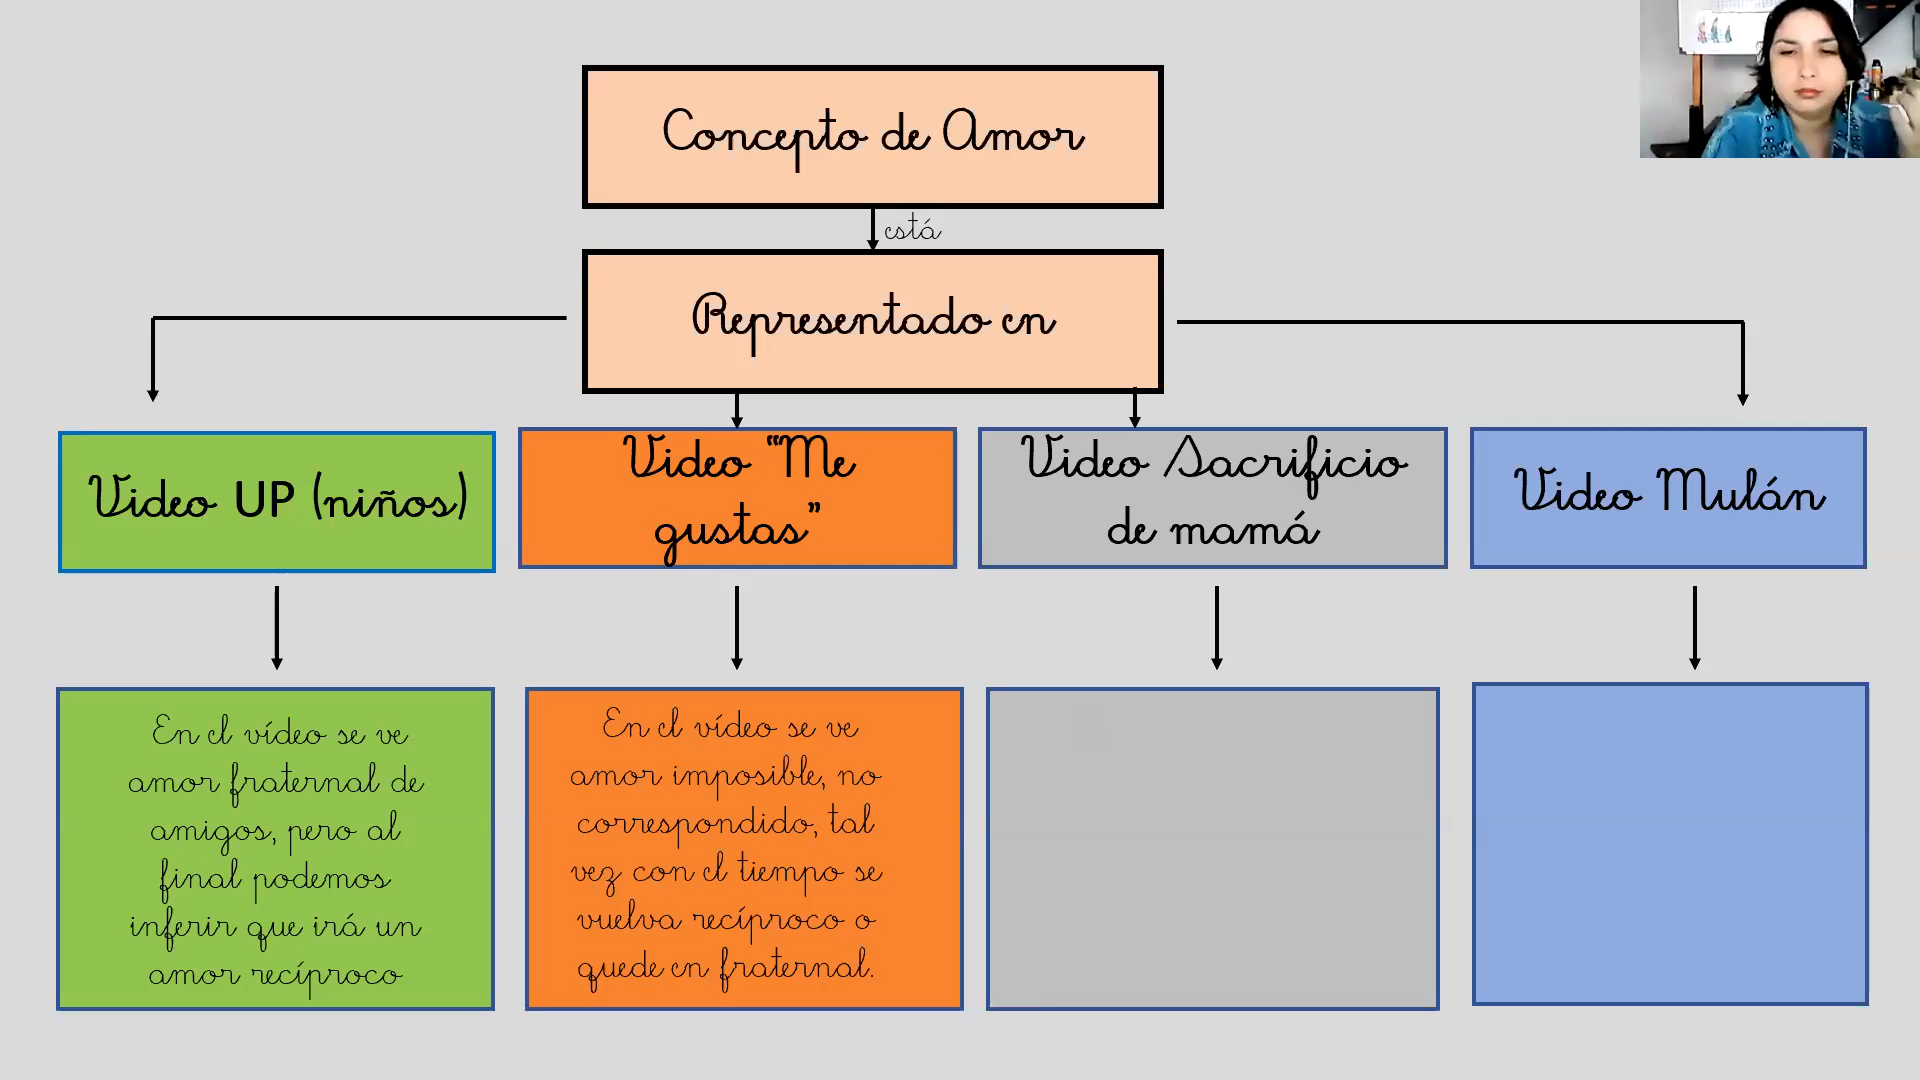 Concepto de Amor
está
Representado en
Video UP (niños)
Video “Me
gustas”
Video Sacrificio
de mamá
Video Mulán
En el vídeo se ve
amor fraternal de
amigos, pero al
final podemos
inferir que irá un
amor recíproco
En el vídeo se ve
amor imposible, no
correspondido, tal
vez con el tiempo se
vuelva recíproco o
quede en fraternal.